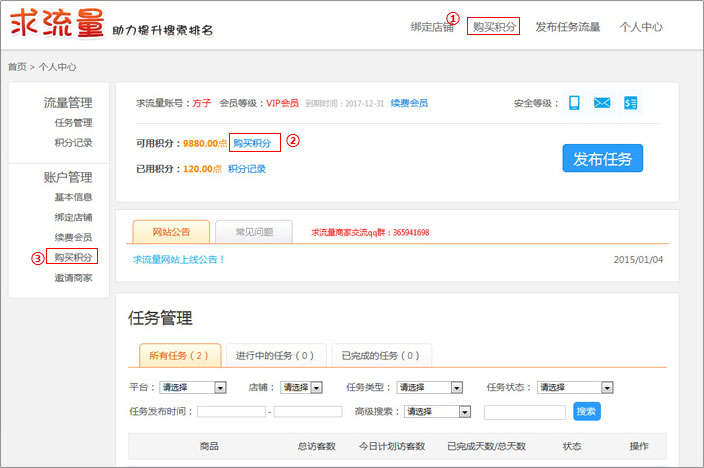 求流量 助力提升搜索排名
绑定店铺 ① 购买积分 发布任务流量 个人中心
首页 > 个人中心
流量管理
任务管理
积分记录
账户管理
基本信息
绑定店铺
续费会员
③ 购买积分
邀请商家
求流量账号：方子 会员等级：VIP会员 到期时间：2017-12-31 续费会员 安全等级：
可用积分：9880.00点 购买积分 ②
已用积分：120.00点 积分记录
发布任务
网站公告 常见问题 求流量商家交流qq群：365941698
求流量网站上线公告！ 2015/01/04
任务管理
所有任务（2） 进行中的任务（0） 已完成的任务（0）
平台： 请选择 店铺： 请选择 任务类型： 请选择 任务状态： 请选择
任务发布时间： - 高级搜索： 请选择 搜索
商品 总访客数 今日计划访客数 已完成天数/总天数 状态 操作